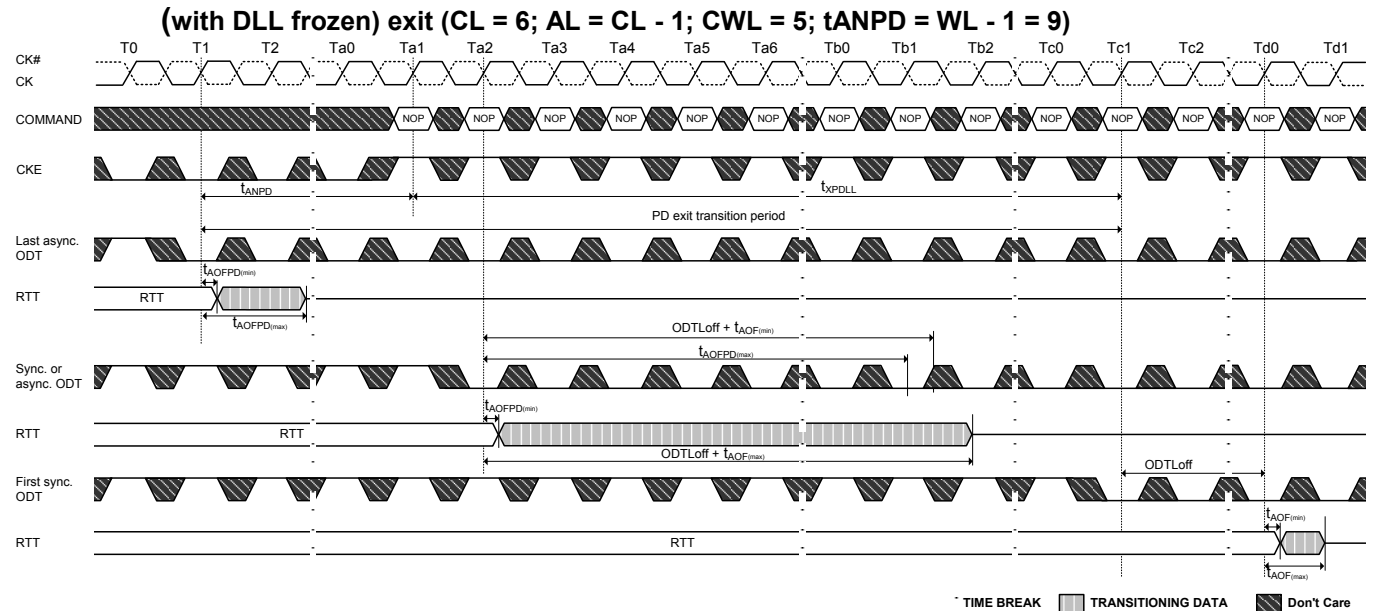 (with DLL frozen) exit (CL = 6; AL = CL - 1; CWL = 5; tANPD = WL - 1 = 9)
T0 T1 T2 Ta0 Ta1 Ta2 Ta3 Ta4 Ta5 Ta6 Tb0 Tb1 Tb2 Tc0 Tc1 Tc2 Td0 Td1
CK#
CK
COMMAND NOP NOP NOP NOP NOP NOP NOP NOP NOP NOP NOP NOP NOP NOP
CKE
tANPD tXPDLL
PD exit transition period
Last async.
ODT
tAOFPD(min)
RTT RTT
tAOFPD(max)
ODTLoff + tAOF(min)
tAOFPD(max)
Sync. or
async. ODT
tAOFPD(min)
RTT RTT
ODTLoff + tAOF(max)
ODTLoff
First sync.
ODT
tAOF(min)
RTT RTT
tAOF(max)
TIME BREAK TRANSITIONING DATA Don't Care